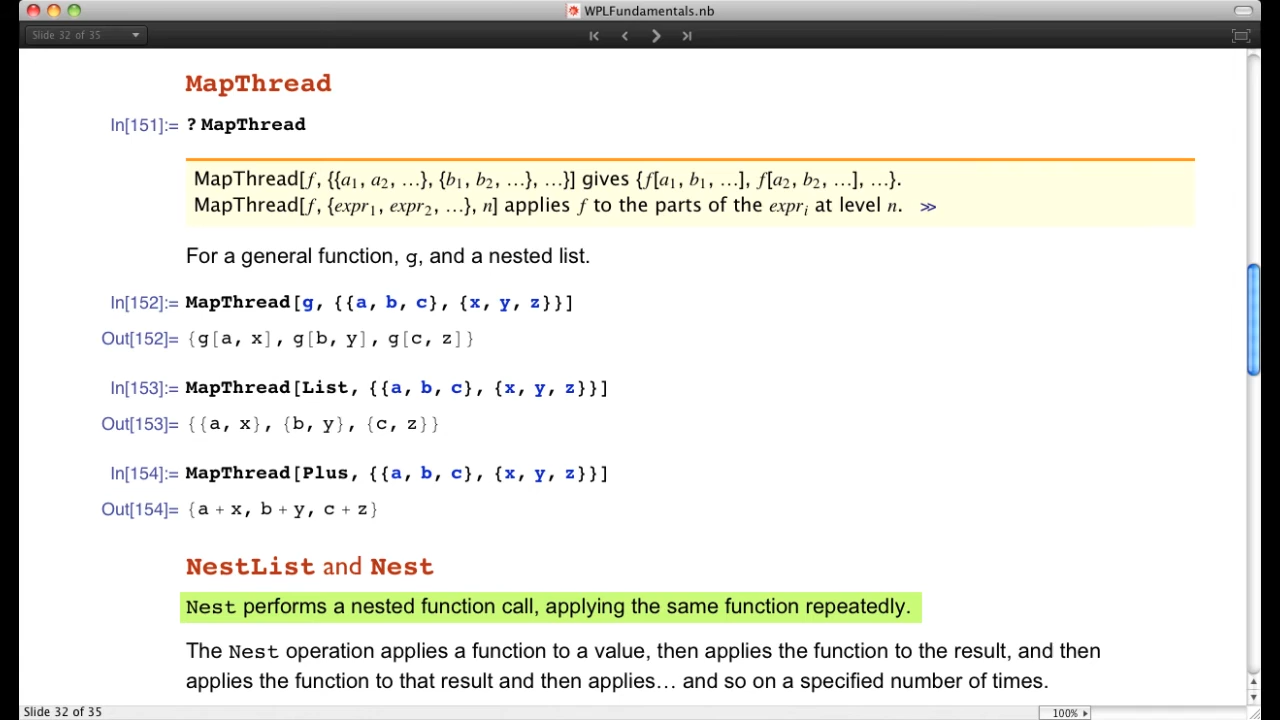 WPLFundamentals.nb
Slide 32 of 35
MapThread
In[151]:= ? MapThread
MapThread[f, {{a₁, a₂, …}, {b₁, b₂, …}, …}] gives {f[a₁, b₁, …], f[a₂, b₂, …], …}.
MapThread[f, {expr₁, expr₂, …}, n] applies f to the parts of the exprᵢ at level n. ≫
For a general function, g, and a nested list.
In[152]:= MapThread[g, {{a, b, c}, {x, y, z}}]
Out[152]= {g[a, x], g[b, y], g[c, z]}
In[153]:= MapThread[List, {{a, b, c}, {x, y, z}}]
Out[153]= {{a, x}, {b, y}, {c, z}}
In[154]:= MapThread[Plus, {{a, b, c}, {x, y, z}}]
Out[154]= {a + x, b + y, c + z}
NestList and Nest
Nest performs a nested function call, applying the same function repeatedly.
The Nest operation applies a function to a value, then applies the function to the result, and then
applies the function to that result and then applies… and so on a specified number of times.
Slide 32 of 35
100%